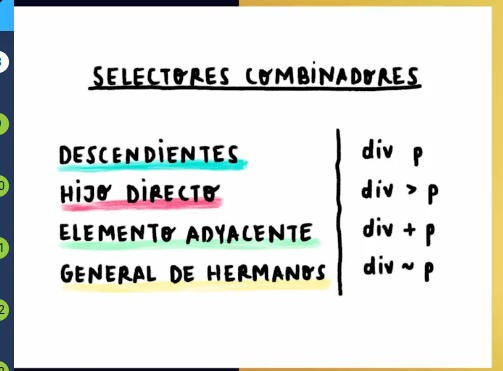 SELECTORES COMBINADORES
DESCENDIENTES div p
HIJO DIRECTO div > p
ELEMENTO ADYACENTE div + p
GENERAL DE HERMANOS div ~ p